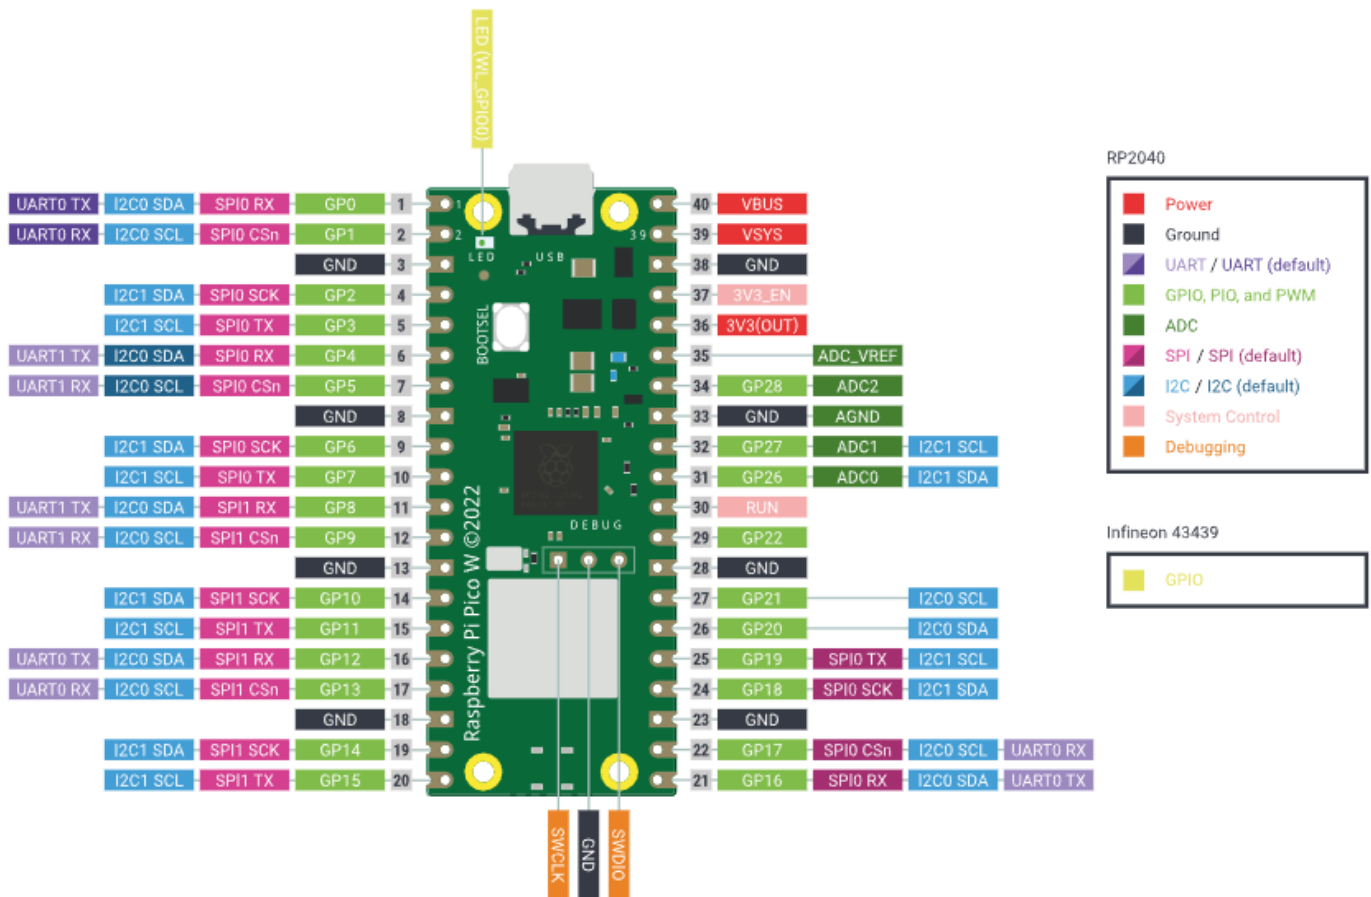 LED (WL_GPIO0)
UART0 TX I2C0 SDA SPI0 RX GP0 1
UART0 RX I2C0 SCL SPI0 CSn GP1 2
GND 3
I2C1 SDA SPI0 SCK GP2 4
I2C1 SCL SPI0 TX GP3 5
UART1 TX I2C0 SDA SPI0 RX GP4 6
UART1 RX I2C0 SCL SPI0 CSn GP5 7
GND 8
I2C1 SDA SPI0 SCK GP6 9
I2C1 SCL SPI0 TX GP7 10
UART1 TX I2C0 SDA SPI1 RX GP8 11
UART1 RX I2C0 SCL SPI1 CSn GP9 12
GND 13
I2C1 SDA SPI1 SCK GP10 14
I2C1 SCL SPI1 TX GP11 15
UART0 TX I2C0 SDA SPI1 RX GP12 16
UART0 RX I2C0 SCL SPI1 CSn GP13 17
GND 18
I2C1 SDA SPI1 SCK GP14 19
I2C1 SCL SPI1 TX GP15 20
1
2
39
LED
USB
BOOTSEL
DEBUG
Raspberry Pi Pico W ©2022
SWCLK
GND
SWDIO
40 VBUS
39 VSYS
38 GND
37 3V3_EN
36 3V3(OUT)
35 ADC_VREF
34 GP28 ADC2
33 GND AGND
32 GP27 ADC1 I2C1 SCL
31 GP26 ADC0 I2C1 SDA
30 RUN
29 GP22
28 GND
27 GP21 I2C0 SCL
26 GP20 I2C0 SDA
25 GP19 SPI0 TX I2C1 SCL
24 GP18 SPI0 SCK I2C1 SDA
23 GND
22 GP17 SPI0 CSn I2C0 SCL UART0 RX
21 GP16 SPI0 RX I2C0 SDA UART0 TX
RP2040
Power
Ground
UART / UART (default)
GPIO, PIO, and PWM
ADC
SPI / SPI (default)
I2C / I2C (default)
System Control
Debugging
Infineon 43439
GPIO